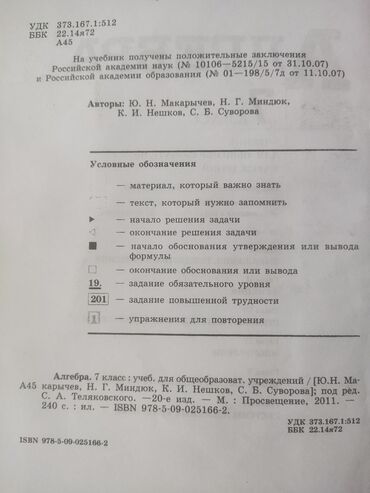 УДК 373.167.1:512
ББК 22.14я72
А45
На учебник получены положительные заключения
Российской академии наук (№ 10106—5215/15 от 31.10.07)
и Российской академии образования (№ 01—198/5/7д от 11.10.07)
Авторы: Ю. Н. Макарычев, Н. Г. Миндюк,
К. И. Нешков, С. Б. Суворова
Условные обозначения
— материал, который важно знать
— текст, который нужно запомнить
— начало решения задачи
— окончание решения задачи
— начало обоснования утверждения или вывода
формулы
— окончание обоснования или вывода
19. — задание обязательного уровня
201 — задание повышенной трудности
1 — упражнения для повторения
Алгебра. 7 класс : учеб. для общеобразоват. учреждений / [Ю.Н. Ма-
А45 карычев, Н. Г. Миндюк, К. И. Нешков, С. Б. Суворова]; под ред.
С. А. Теляковского. —20-е изд. — М. : Просвещение, 2011. —
240 с. : ил. — ISBN 978-5-09-025166-2.
УДК 373.167.1:512
ББК 22.14я72
ISBN 978-5-09-025166-2